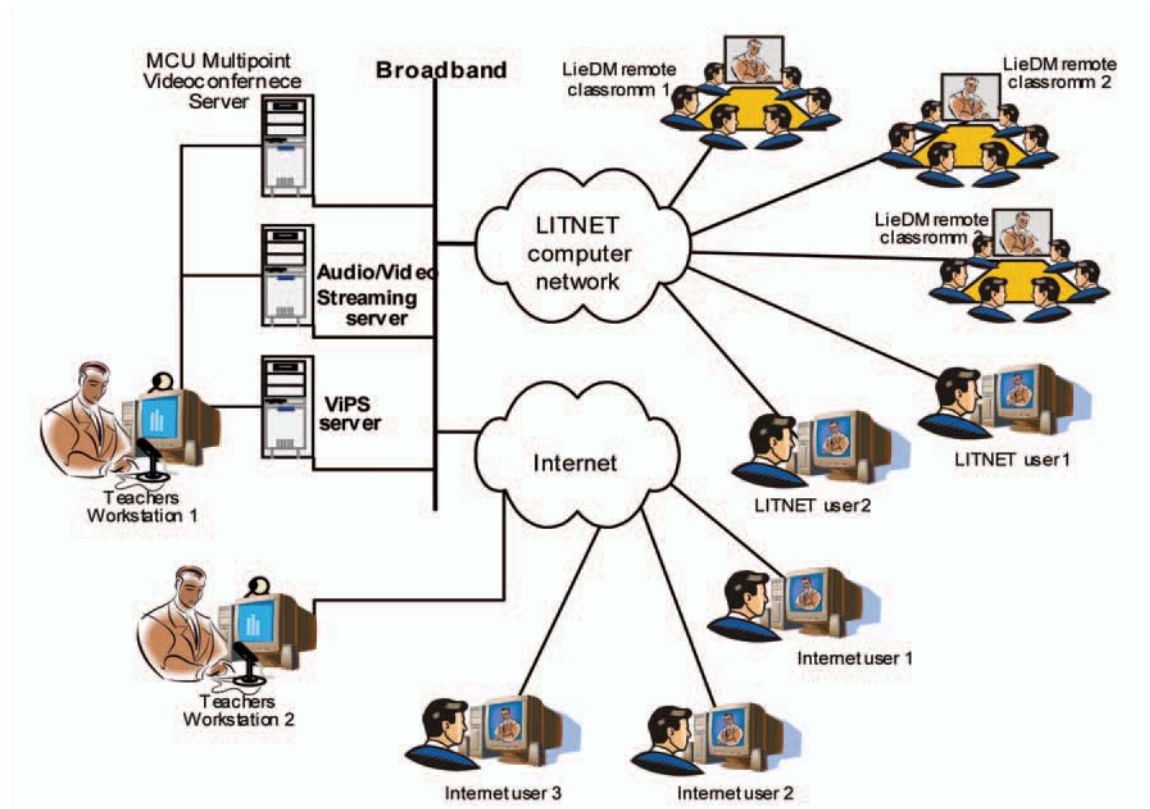 MCU Multipoint
Videoconfernece
Server
Broadband
LieDM remote
classromm 1
LieDM remote
classromm 2
LITNET
computer
network
LieDM remote
classromm
Audio/Video
Streaming
server
ViPS
server
Internet
Teachers
Workstation 1
LITNET user1
LITNET user2
Teachers
Workstation 2
Internet user 1
Internet user 3
Internet user 2